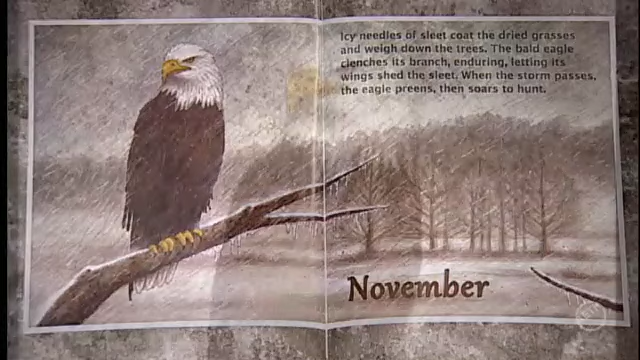 Icy needles of sleet coat the dried grasses
and weigh down the trees. The bald eagle
clenches its branch, enduring, letting its
wings shed the sleet. When the storm passes,
the eagle preens, then soars to hunt.
November